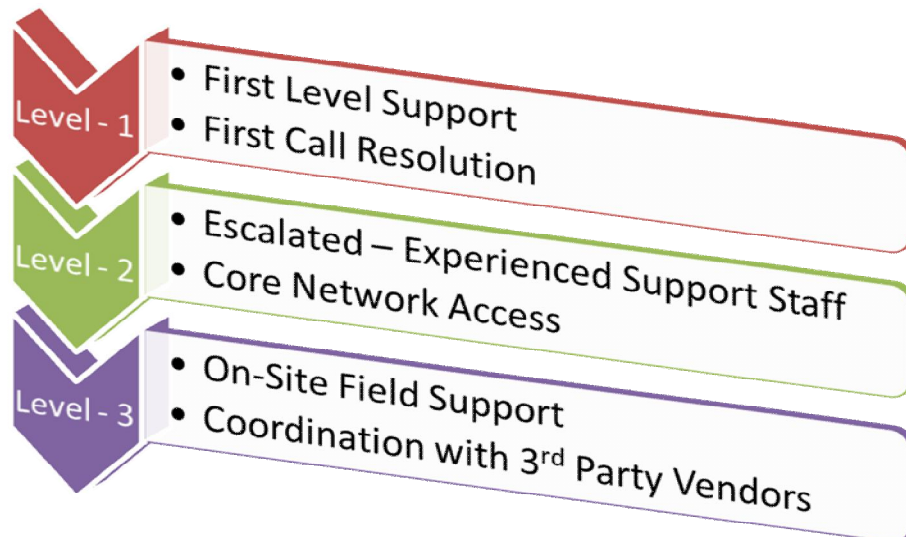 Level - 1
• First Level Support
• First Call Resolution
Level - 2
• Escalated – Experienced Support Staff
• Core Network Access
Level - 3
• On-Site Field Support
• Coordination with 3rd Party Vendors